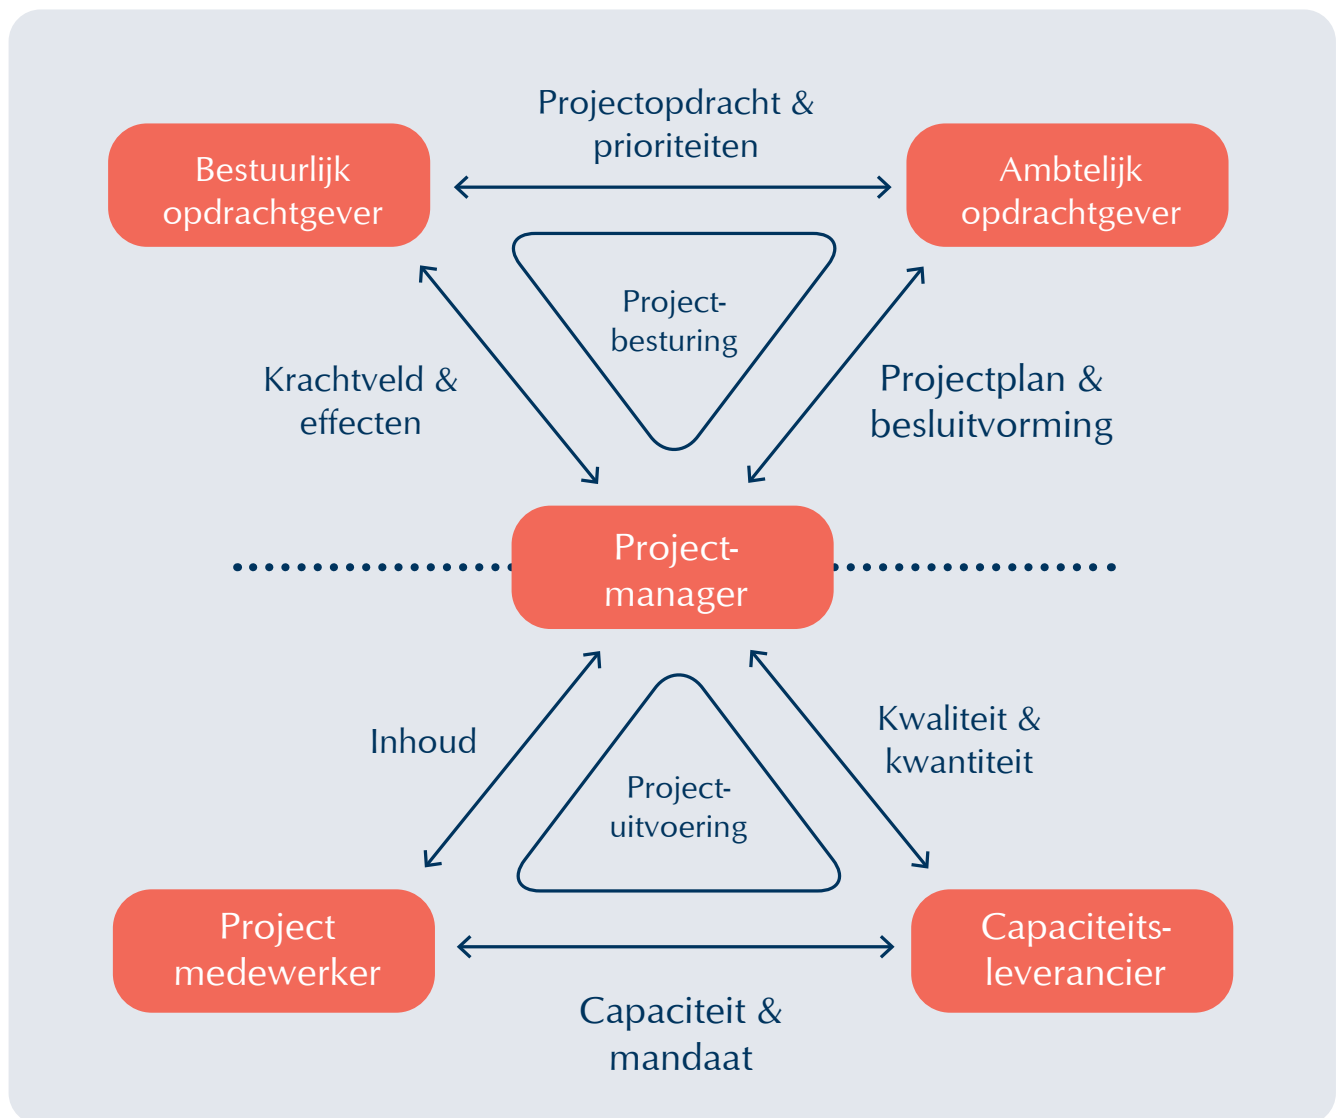 Projectopdracht &
prioriteiten
Bestuurlijk
opdrachtgever
Ambtelijk
opdrachtgever
Project-
besturing
Krachtveld &
effecten
Projectplan &
besluitvorming
Project-
manager
Inhoud
Kwaliteit &
kwantiteit
Project-
uitvoering
Project
medewerker
Capaciteits-
leverancier
Capaciteit &
mandaat